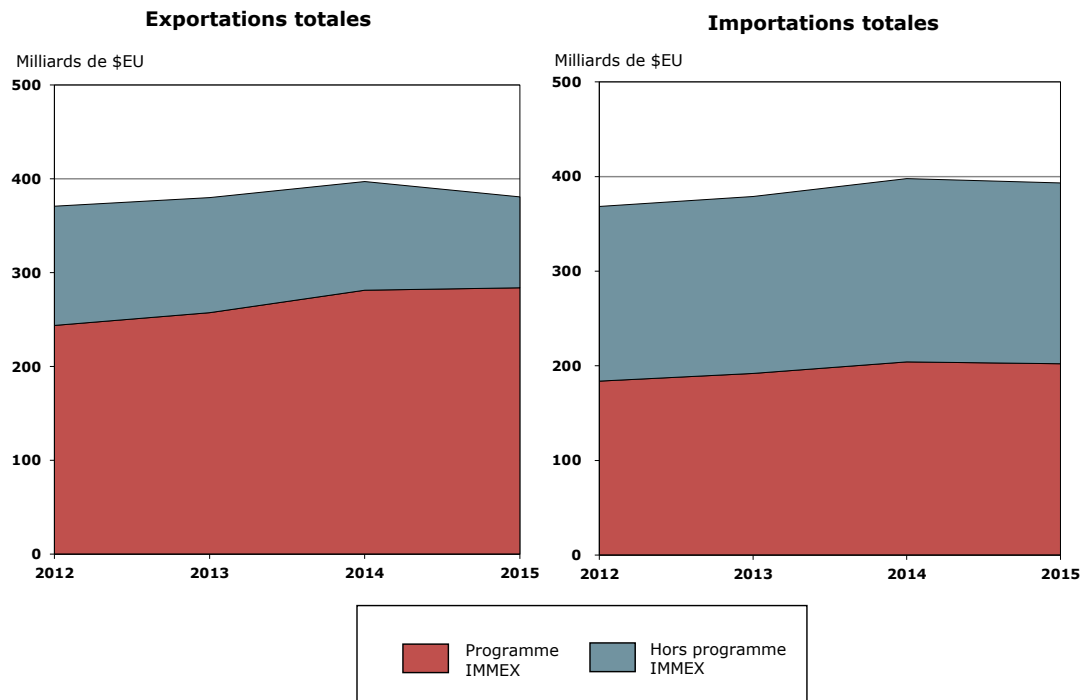 Exportations totales
Milliards de $EU
500
400
300
200
100
0
2012
2013
2014
2015
Importations totales
Milliards de $EU
500
400
300
200
100
0
2012
2013
2014
2015
Programme
IMMEX
Hors programme
IMMEX